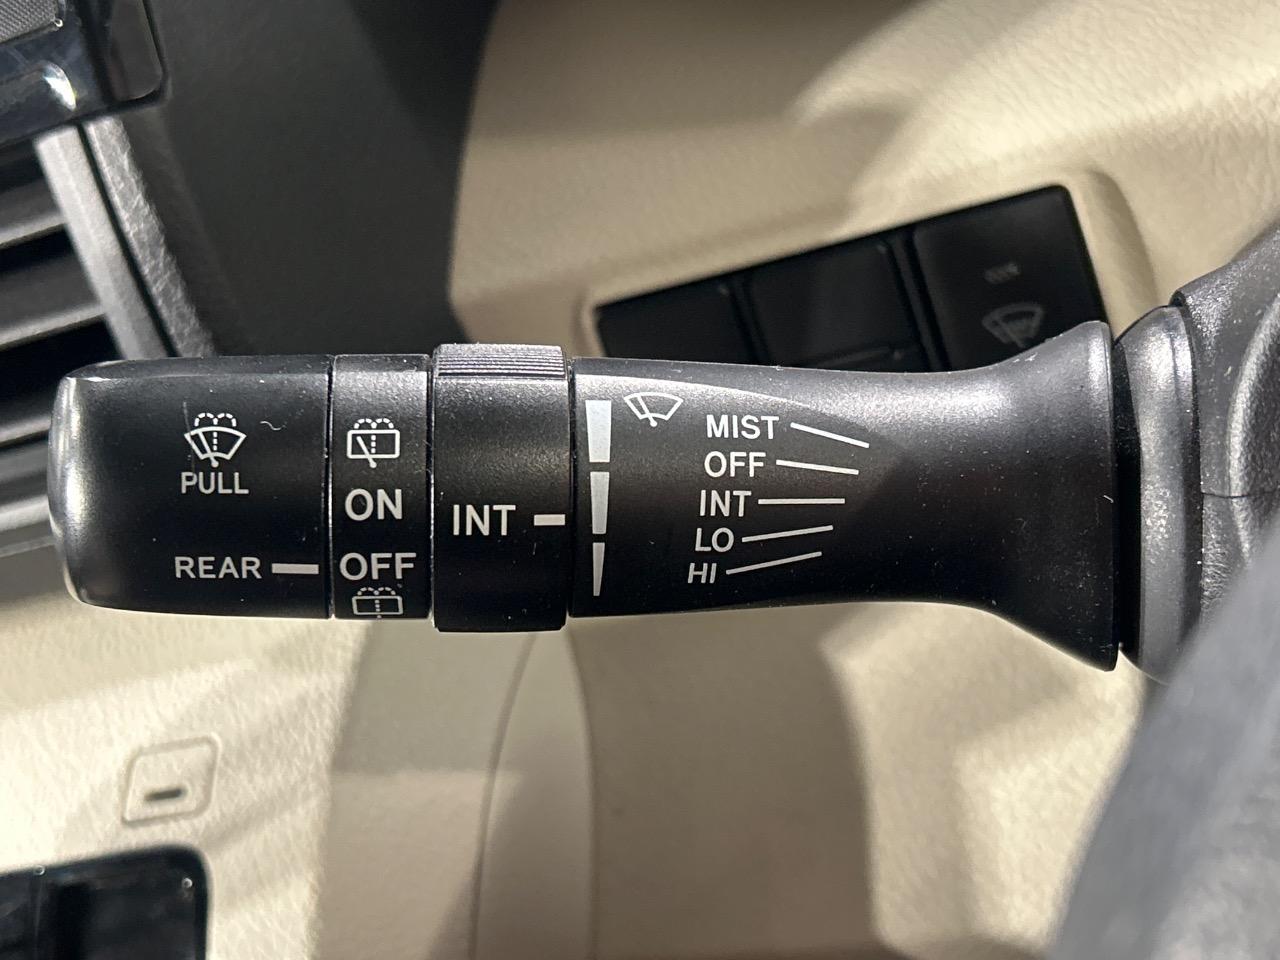 PULL
REAR
ON
OFF
INT
MIST
OFF
INT
LO
HI